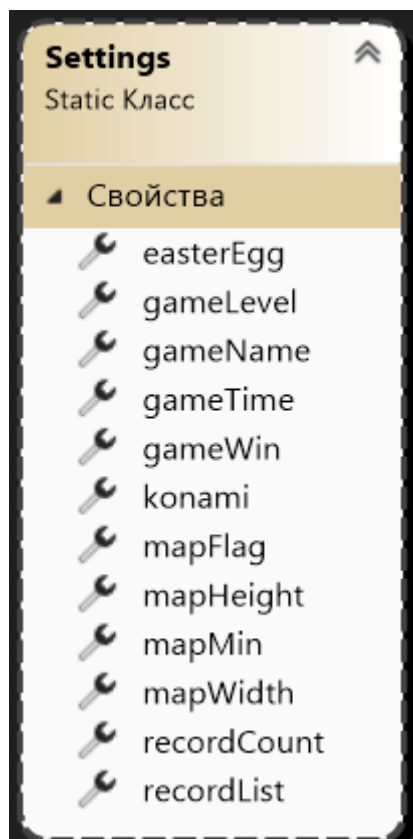 Settings
Static Класс
Свойства
easterEgg
gameLevel
gameName
gameTime
gameWin
konami
mapFlag
mapHeight
mapMin
mapWidth
recordCount
recordList